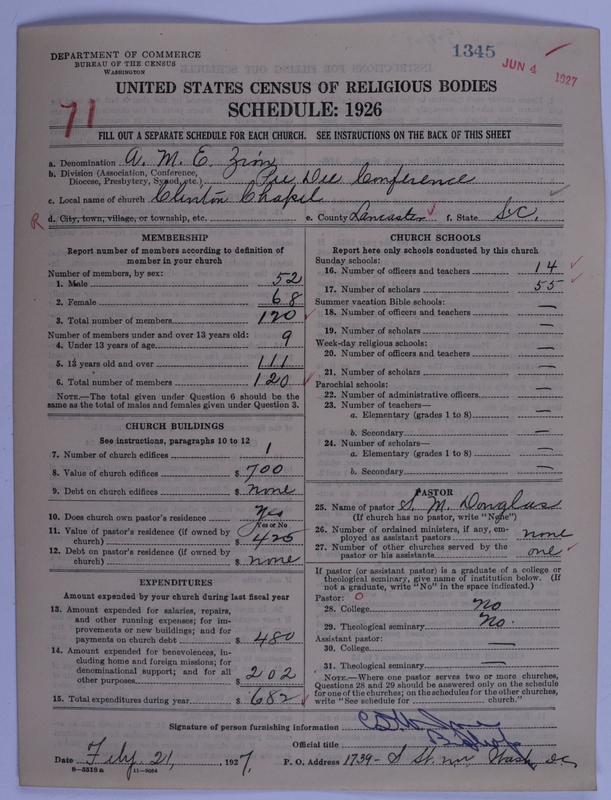 DEPARTMENT OF COMMERCE
BUREAU OF THE CENSUS
WASHINGTON
1345
JUN 4 1927
UNITED STATES CENSUS OF RELIGIOUS BODIES
SCHEDULE: 1926
71
FILL OUT A SEPARATE SCHEDULE FOR EACH CHURCH. SEE INSTRUCTIONS ON THE BACK OF THIS SHEET
a. Denomination A. M. E. Zion
b. Division (Association, Conference, Diocese, Presbytery, Synod, etc.) Pee Dee Conference
c. Local name of church Clinton Chapel
R d. City, town, village, or township, etc. e. County Lancaster f. State S.C.
MEMBERSHIP
Report number of members according to definition of
member in your church
Number of members, by sex:
1. Male 52
2. Female 68
3. Total number of members 120
Number of members under and over 13 years old:
4. Under 13 years of age 9
5. 13 years old and over 111
6. Total number of members 120
NOTE.—The total given under Question 6 should be the
same as the total of males and females given under Question 3.
CHURCH BUILDINGS
See instructions, paragraphs 10 to 12
7. Number of church edifices 1
8. Value of church edifices $ 700
9. Debt on church edifices $ none
10. Does church own pastor's residence Yes
Yes or No
11. Value of pastor's residence (if owned by
church) $ 425
12. Debt on pastor's residence (if owned by
church) $ none
EXPENDITURES
Amount expended by your church during last fiscal year
13. Amount expended for salaries, repairs,
and other running expenses; for im-
provements or new buildings; and for
payments on church debt $ 480
14. Amount expended for benevolences, in-
cluding home and foreign missions; for
denominational support; and for all
other purposes $ 202
15. Total expenditures during year $ 682
CHURCH SCHOOLS
Report here only schools conducted by this church
Sunday schools:
16. Number of officers and teachers 14
17. Number of scholars 55
Summer vacation Bible schools:
18. Number of officers and teachers —
19. Number of scholars —
Week-day religious schools:
20. Number of officers and teachers —
21. Number of scholars —
Parochial schools:
22. Number of administrative officers —
23. Number of teachers—
a. Elementary (grades 1 to 8) —
b. Secondary —
24. Number of scholars—
a. Elementary (grades 1 to 8) —
b. Secondary —
PASTOR
25. Name of pastor S. M. Douglas
(If church has no pastor, write "None")
26. Number of ordained ministers, if any, em-
ployed as assistant pastors none
27. Number of other churches served by the
pastor or his assistants one
If pastor (or assistant pastor) is a graduate of a college or
theological seminary, give name of institution below. (If
not a graduate, write "No" in the space indicated.)
Pastor: O
28. College No
29. Theological seminary No.
Assistant pastor:
30. College —
31. Theological seminary —
NOTE.—Where one pastor serves two or more churches,
Questions 28 and 29 should be answered only on the schedule
for one of the churches; on the schedules for the other churches,
write "See schedule for church."
Signature of person furnishing information
Official title Bishop
Date Feby. 21, 1927.
P. O. Address 1739- S St. nw, Wash DC
8-5518 a 11-9084